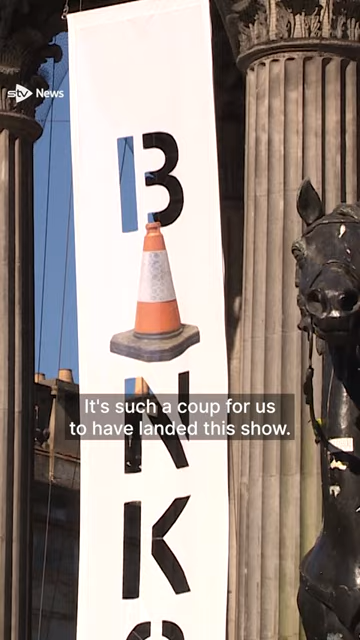 stv News
B
N
K
It's such a coup for us
to have landed this show.